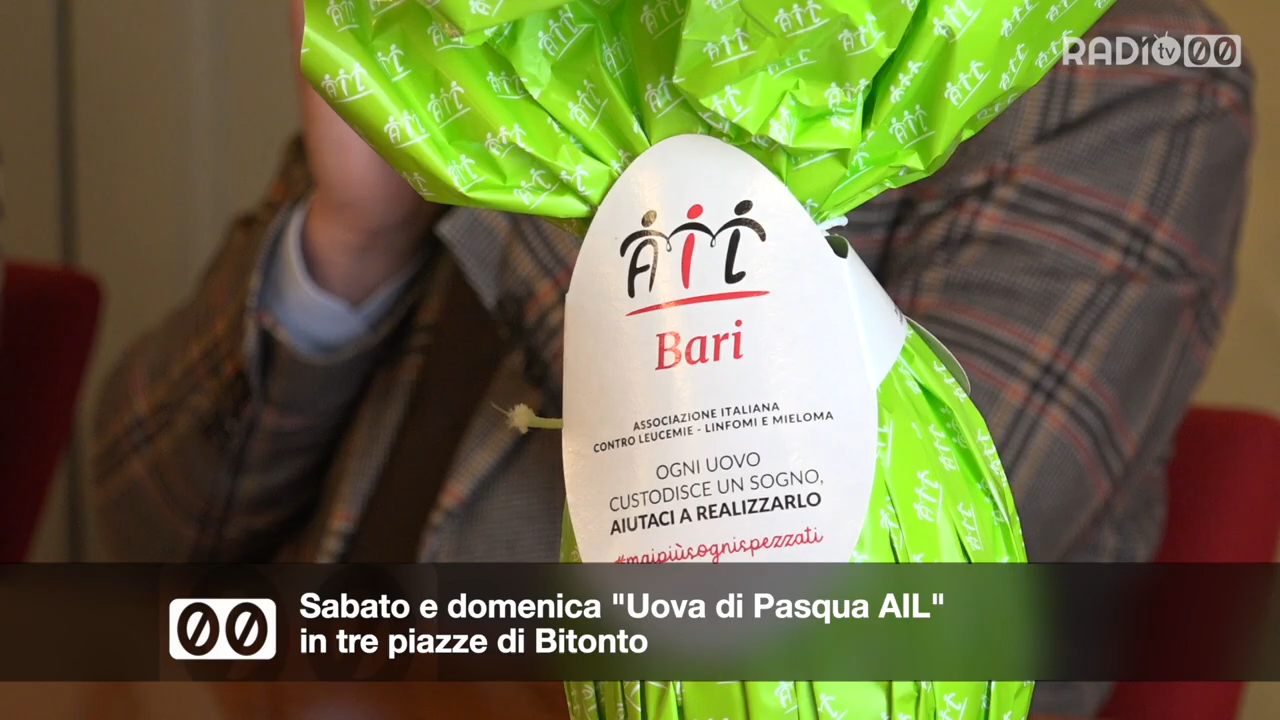 RADIO tv 00
AIL
Bari
ASSOCIAZIONE ITALIANA
CONTRO LEUCEMIE - LINFOMI E MIELOMA
OGNI UOVO
CUSTODISCE UN SOGNO,
AIUTACI A REALIZZARLO
#maipiùsognispezzati
00
Sabato e domenica "Uova di Pasqua AIL"
in tre piazze di Bitonto